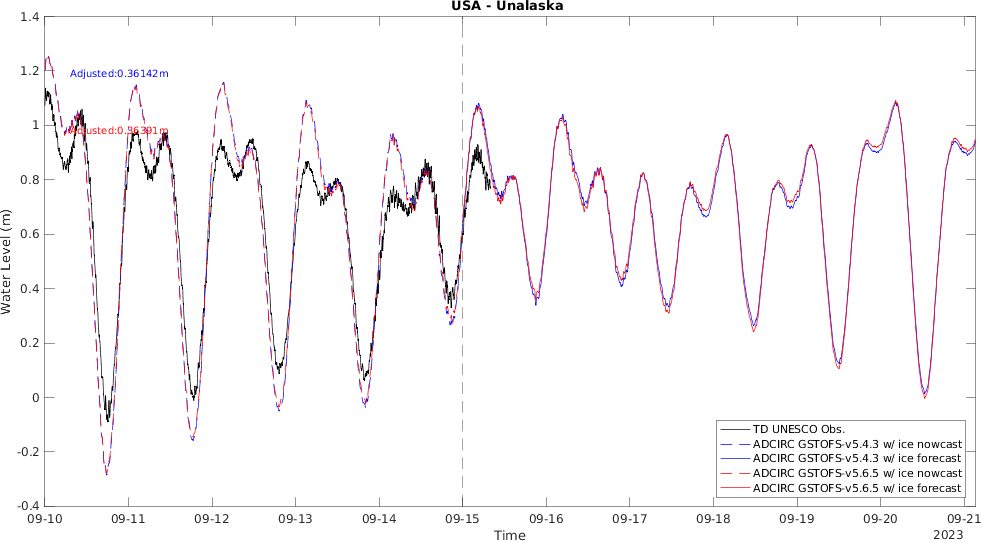 USA - Unalaska
1.4
1.2
1
0.8
0.6
0.4
0.2
0
-0.2
-0.4
Water Level (m)
Adjusted:0.36142m
Adjusted:0.36391m
TD UNESCO Obs.
ADCIRC GSTOFS-v5.4.3 w/ ice nowcast
ADCIRC GSTOFS-v5.4.3 w/ ice forecast
ADCIRC GSTOFS-v5.6.5 w/ ice nowcast
ADCIRC GSTOFS-v5.6.5 w/ ice forecast
09-10 09-11 09-12 09-13 09-14 09-15 09-16 09-17 09-18 09-19 09-20 09-21
Time
2023